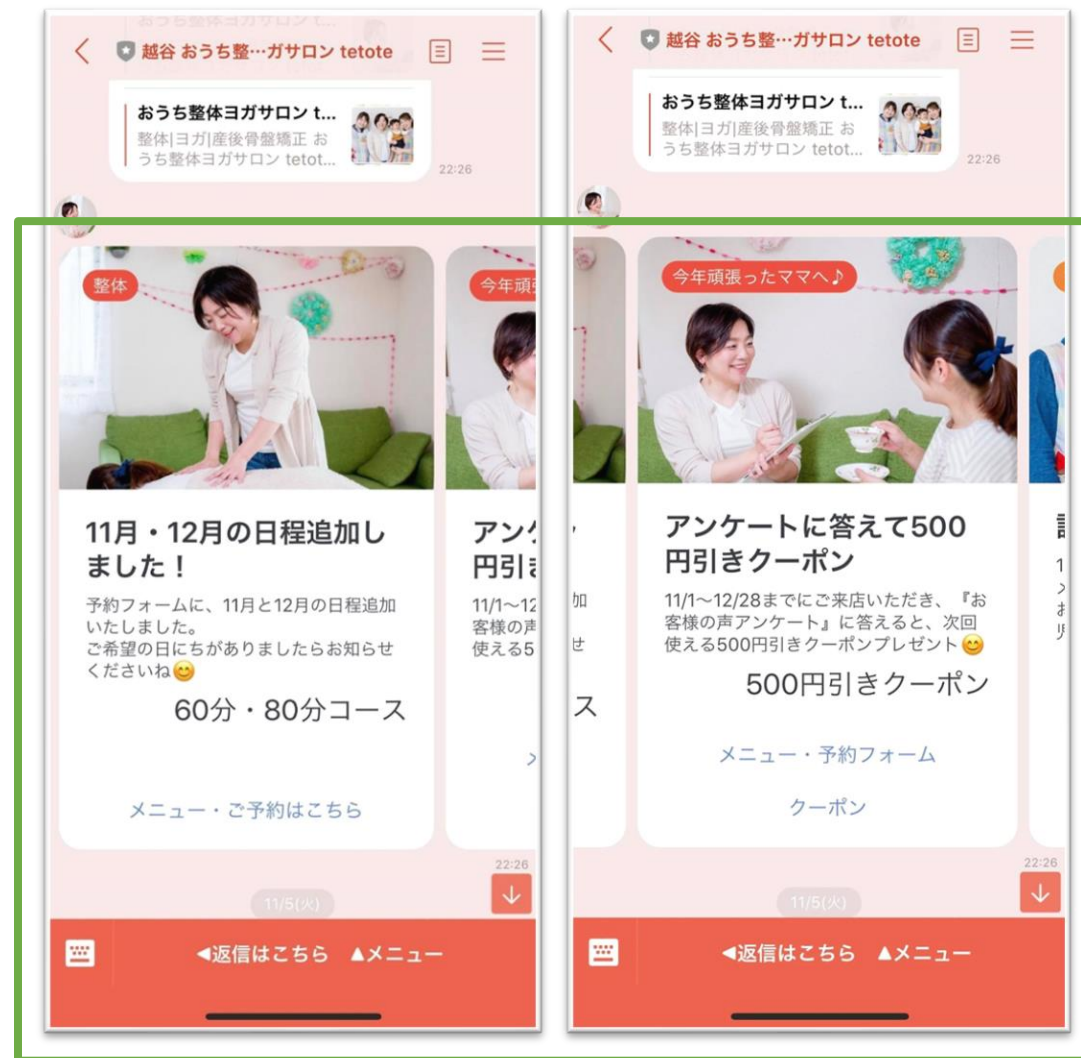 越谷 おうち整…ガサロン tetote
おうち整体ヨガサロン t...
整体|ヨガ|産後骨盤矯正 お
うち整体ヨガサロン tetot...
22:26
整体
今年頑
11月・12月の日程追加し
ました！
予約フォームに、11月と12月の日程追加
いたしました。
ご希望の日にちがありましたらお知らせ
くださいね😊
60分・80分コース
メニュー・ご予約はこちら
アン
円引
11/1〜12
客様の声
使える5
22:26
11/5(火)
◀返信はこちら ▲メニュー
越谷 おうち整…ガサロン tetote
おうち整体ヨガサロン t...
整体|ヨガ|産後骨盤矯正 お
うち整体ヨガサロン tetot...
22:26
今年頑張ったママへ♪
加
せ
ス
アンケートに答えて500
円引きクーポン
11/1〜12/28までにご来店いただき、『お
客様の声アンケート』に答えると、次回
使える500円引きクーポンプレゼント😊
500円引きクーポン
メニュー・予約フォーム
クーポン
22:26
11/5(火)
◀返信はこちら ▲メニュー